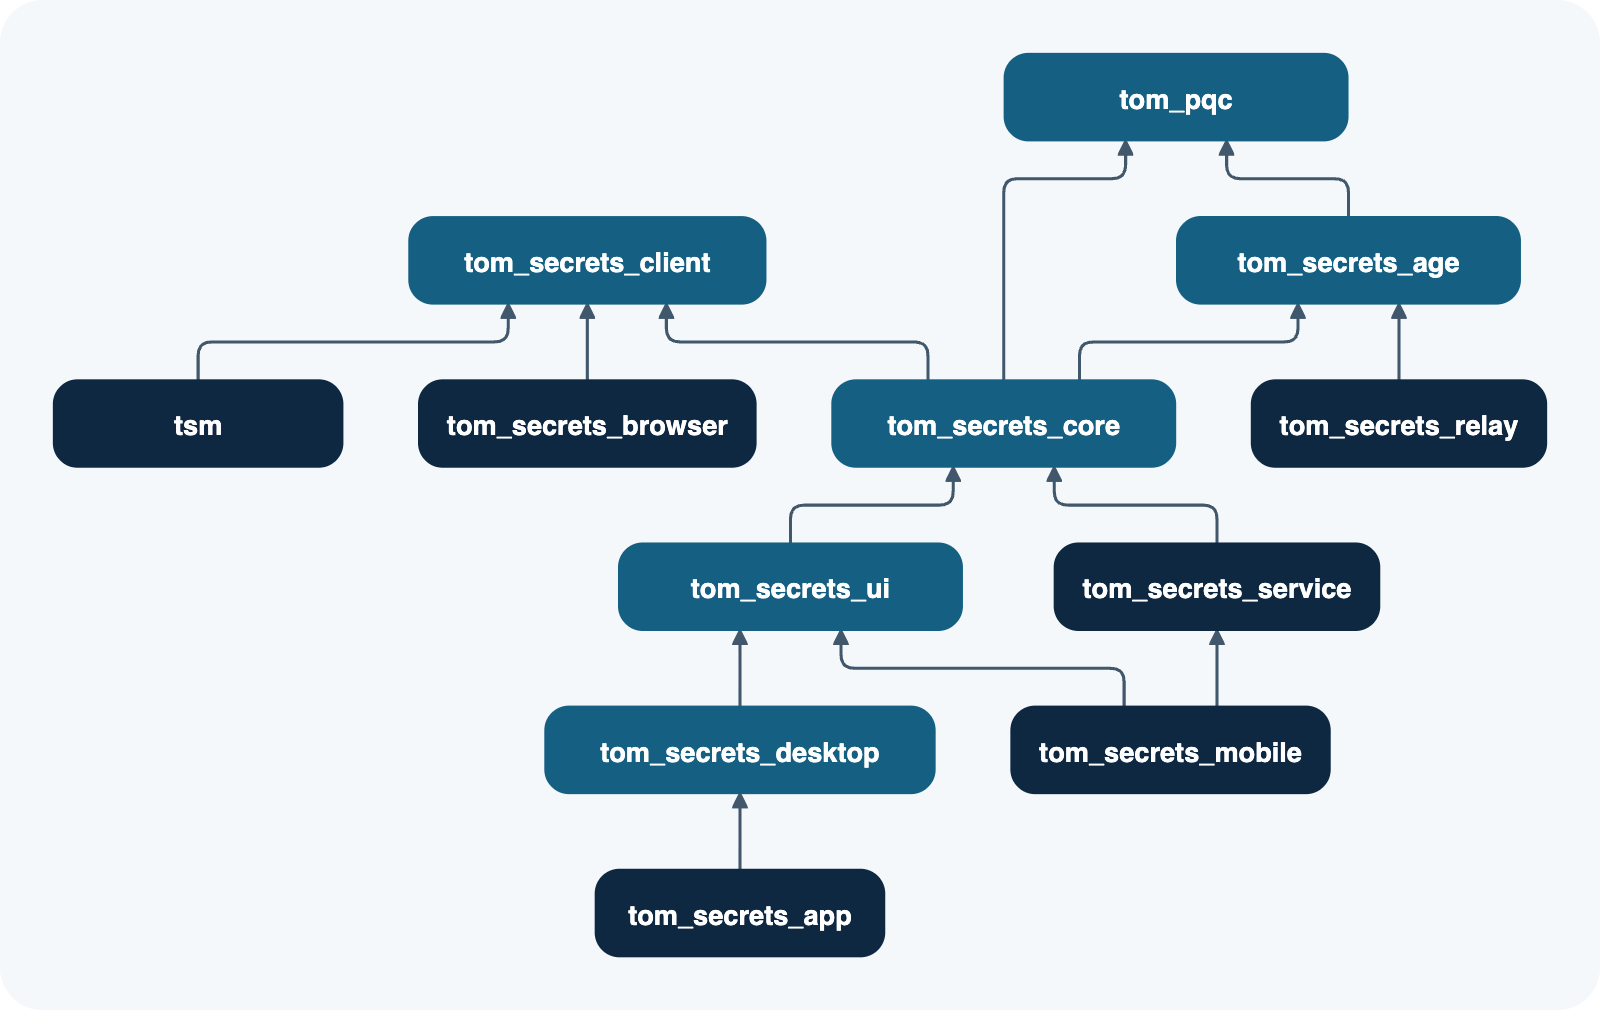 tom_pqc
tom_secrets_client
tom_secrets_age
tsm
tom_secrets_browser
tom_secrets_core
tom_secrets_relay
tom_secrets_ui
tom_secrets_service
tom_secrets_desktop
tom_secrets_mobile
tom_secrets_app